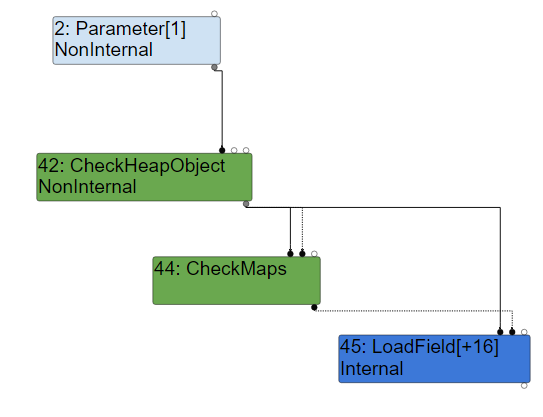 2: Parameter[1]
NonInternal
42: CheckHeapObject
NonInternal
44: CheckMaps
45: LoadField[+16]
Internal